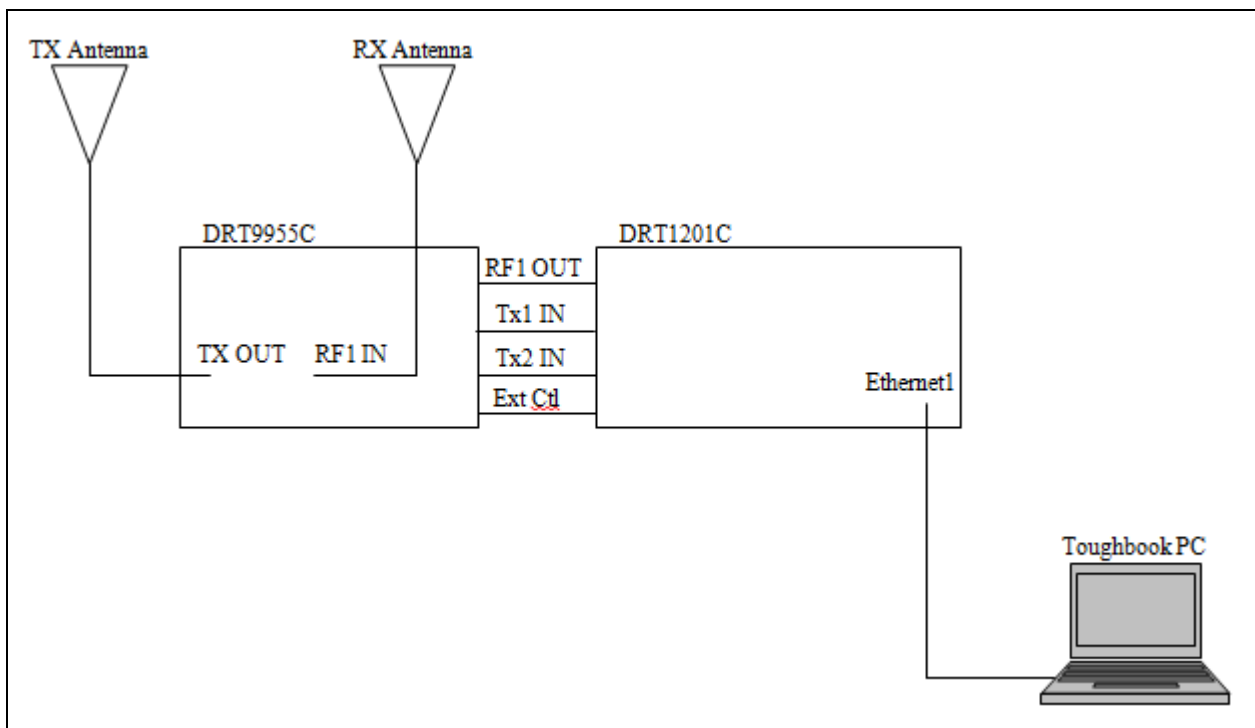 TX Antenna
RX Antenna
DRT9955C
DRT1201C
RF1 OUT
Tx1 IN
TX OUT
RF1 IN
Tx2 IN
Ext Ctl
Ethernet1
Toughbook PC